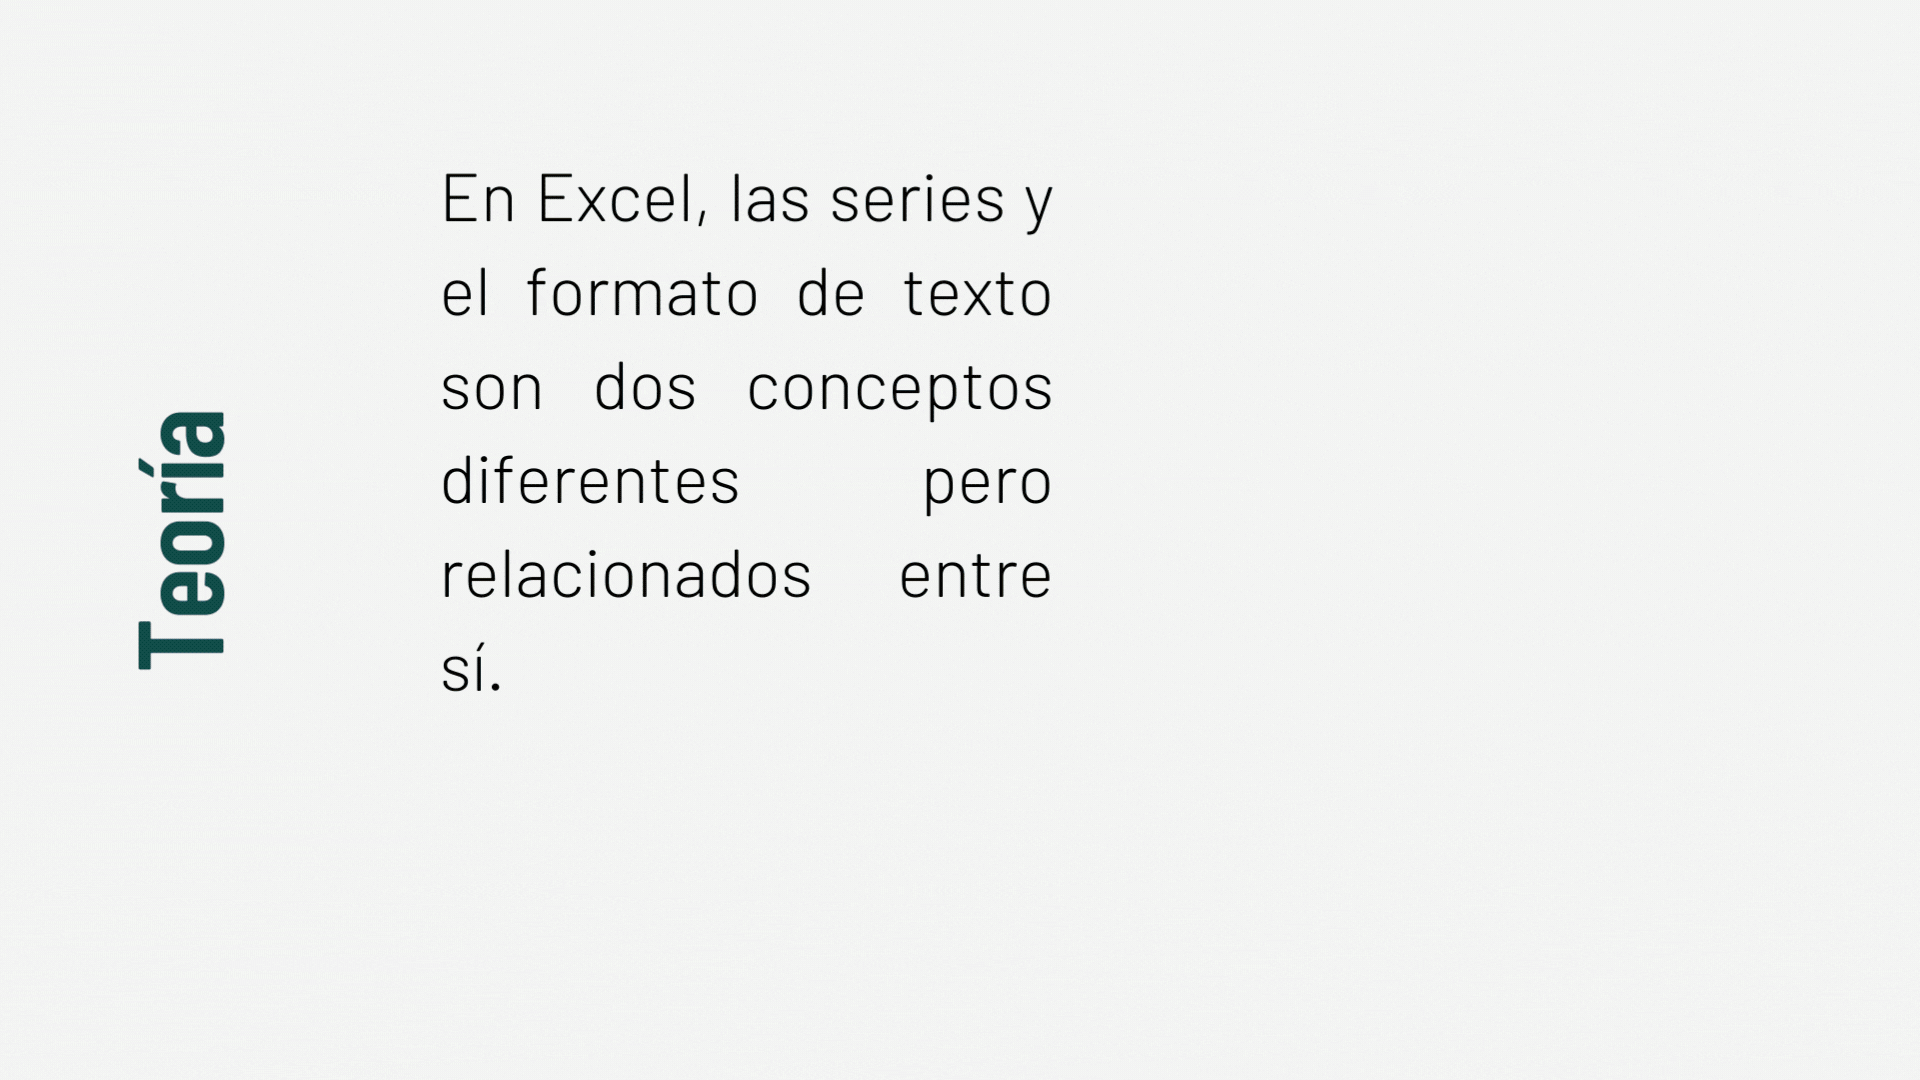 Teoría
En Excel, las series y
el formato de texto
son dos conceptos
diferentes pero
relacionados entre
sí.